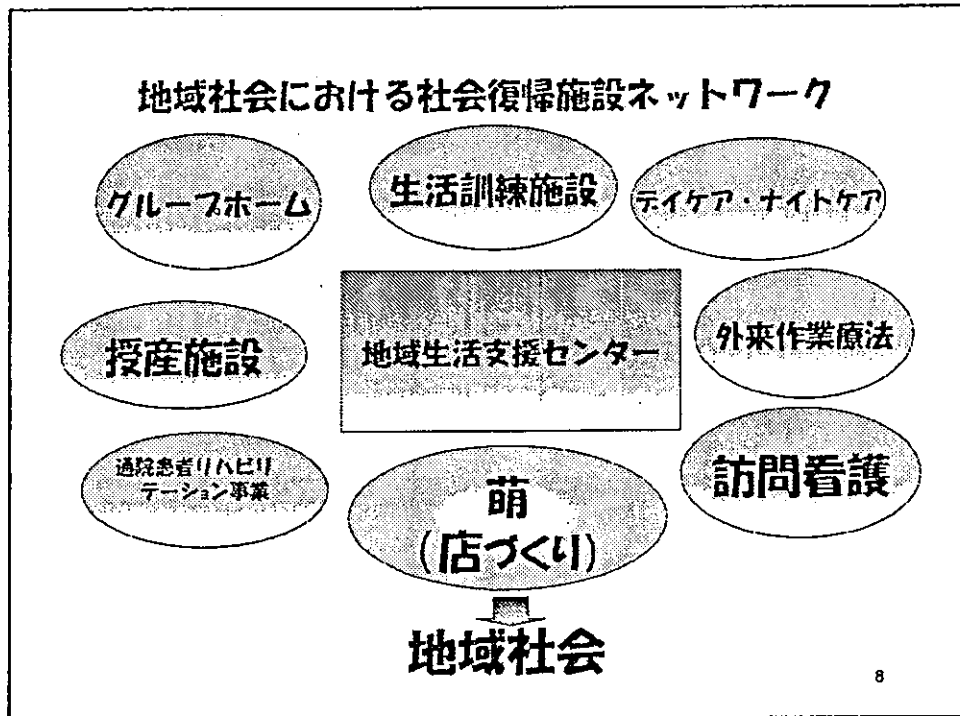 地域社会における社会復帰施設ネットワーク
グループホーム
生活訓練施設
デイケア・ナイトケア
授産施設
地域生活支援センター
外来作業療法
通院患者リハビリ
テーション事業
萌
(店づくり)
訪問看護
地域社会
8